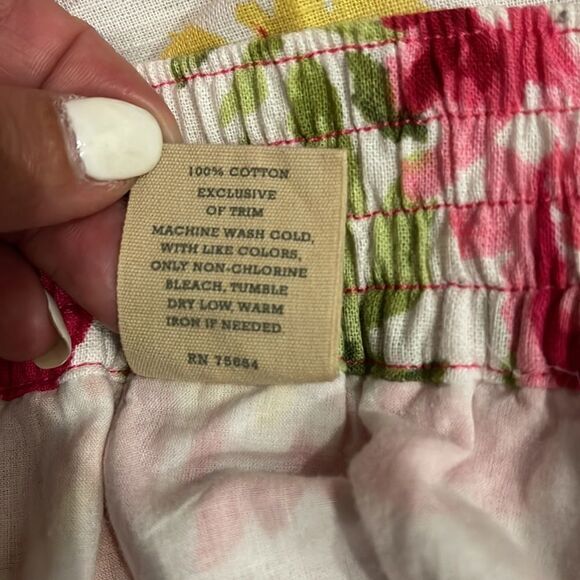 100% COTTON
EXCLUSIVE
OF TRIM
MACHINE WASH COLD,
WITH LIKE COLORS,
ONLY NON-CHLORINE
BLEACH, TUMBLE
DRY LOW, WARM
IRON IF NEEDED.
RN 75654